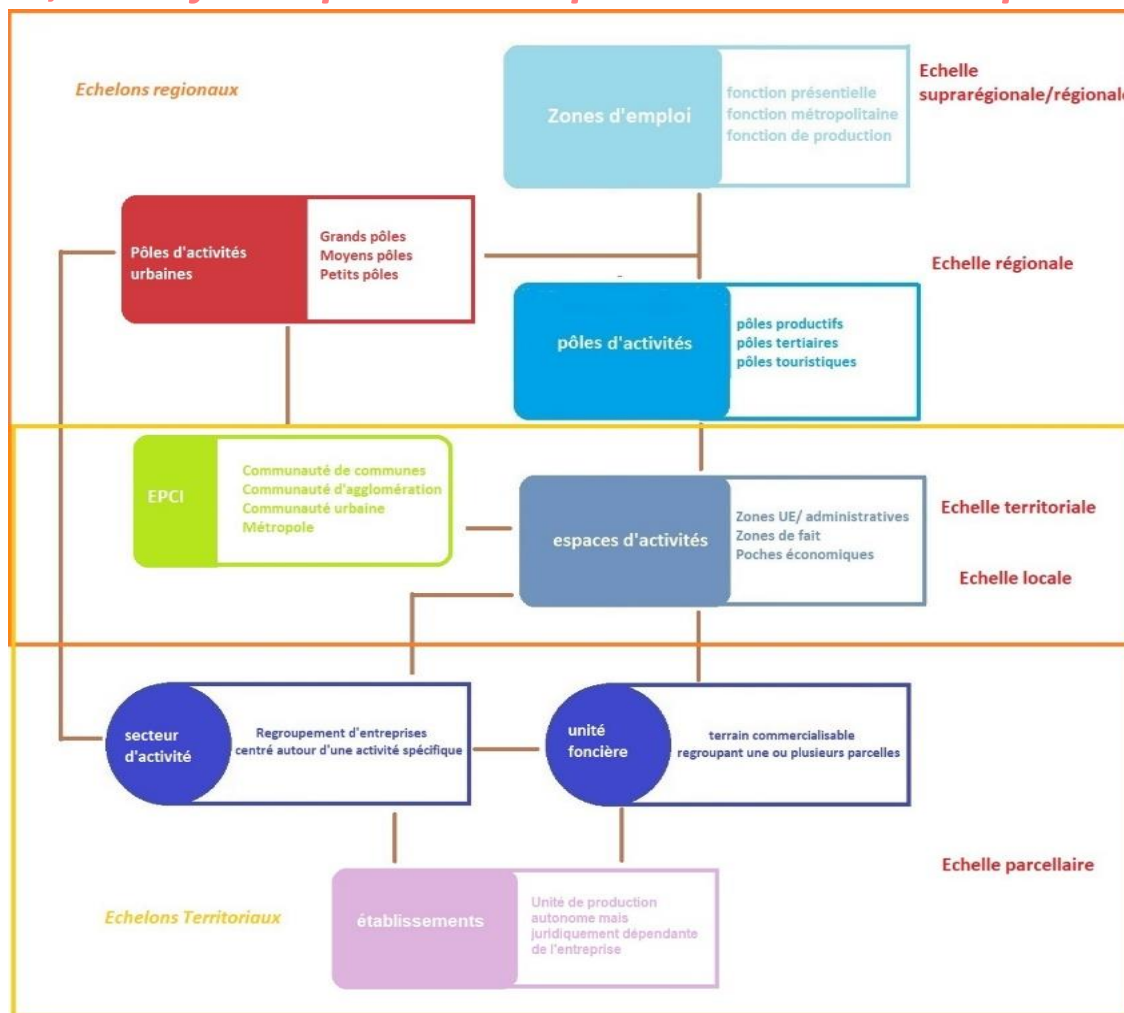 Echelons regionaux
Zones d'emploi
fonction présentielle
fonction métropolitaine
fonction de production
Echelle
suprarégionale/régionale
Pôles d'activités
urbaines
Grands pôles
Moyens pôles
Petits pôles
Echelle régionale
pôles d'activités
pôles productifs
pôles tertiaires
pôles touristiques
EPCI
Communauté de communes
Communauté d'agglomération
Communauté urbaine
Métropole
espaces d'activités
Zones UE/ administratives
Zones de fait
Poches économiques
Echelle territoriale
Echelle locale
secteur
d'activité
Regroupement d'entreprises
centré autour d'une activité spécifique
unité
foncière
terrain commercialisable
regroupant une ou plusieurs parcelles
Echelle parcellaire
Echelons Territoriaux
établissements
Unité de production
autonome mais
juridiquement dépendante
de l'entreprise